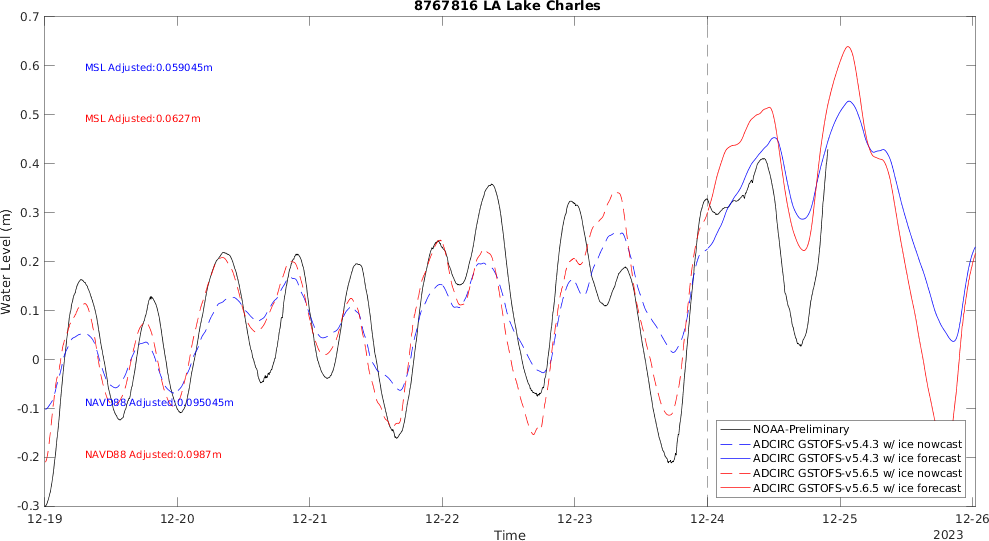 8767816 LA Lake Charles
0.7
0.6
0.5
0.4
0.3
0.2
0.1
0
-0.1
-0.2
-0.3
Water Level (m)
MSL Adjusted:0.059045m
MSL Adjusted:0.0627m
NAVD88 Adjusted:0.095045m
NAVD88 Adjusted:0.0987m
NOAA-Preliminary
ADCIRC GSTOFS-v5.4.3 w/ ice nowcast
ADCIRC GSTOFS-v5.4.3 w/ ice forecast
ADCIRC GSTOFS-v5.6.5 w/ ice nowcast
ADCIRC GSTOFS-v5.6.5 w/ ice forecast
12-19 12-20 12-21 12-22 12-23 12-24 12-25 12-26
Time
2023